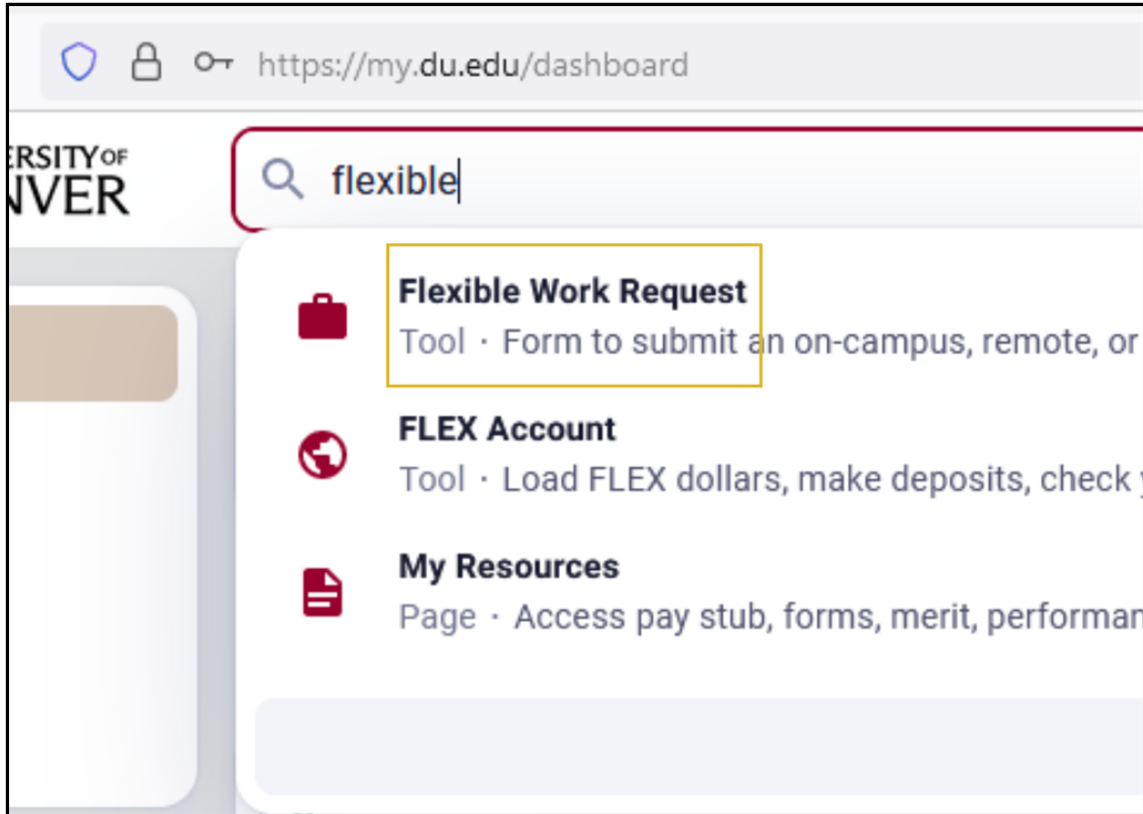 https://my.du.edu/dashboard
ERSITY OF
NVER
flexible
Flexible Work Request
Tool · Form to submit an on-campus, remote, or
FLEX Account
Tool · Load FLEX dollars, make deposits, check
My Resources
Page · Access pay stub, forms, merit, performan